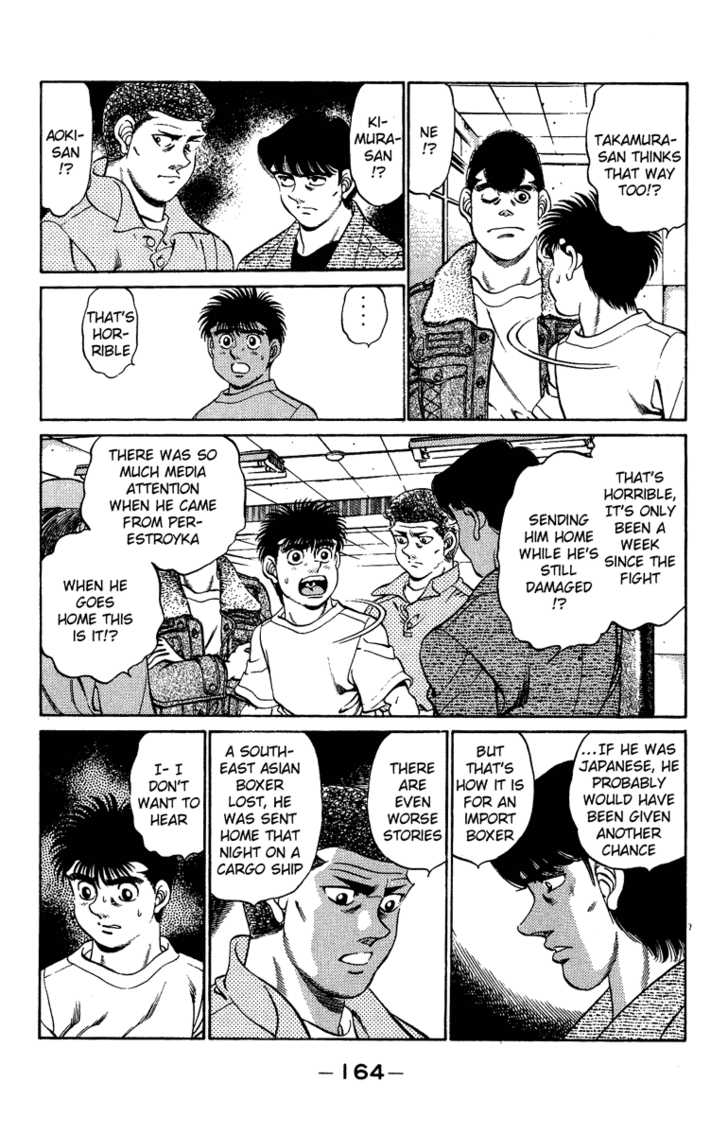 TAKAMURA-
SAN THINKS
THAT WAY
TOO!?
NE
!?
KI-
MURA-
SAN !?
AOKI-
SAN
!?
....
THAT'S
HOR-
RIBLE
THAT'S
HORRIBLE,
IT'S ONLY
BEEN A
WEEK
SINCE THE
FIGHT
SENDING
HIM HOME
WHILE HE'S
STILL
DAMAGED
!?
THERE WAS SO
MUCH MEDIA
ATTENTION
WHEN HE CAME
FROM PER-
ESTROYKA
WHEN HE
GOES
HOME THIS
IS IT!?
...IF HE WAS
JAPANESE, HE
PROBABLY
WOULD HAVE
BEEN GIVEN
ANOTHER
CHANCE
BUT
THAT'S
HOW IT IS
FOR AN
IMPORT
BOXER
THERE
ARE
EVEN
WORSE
STORIES
A SOUTH-
EAST ASIAN
BOXER
LOST, HE
WAS SENT
HOME THAT
NIGHT ON A
CARGO SHIP
I- I
DON'T
WANT TO
HEAR
7
— 164 —